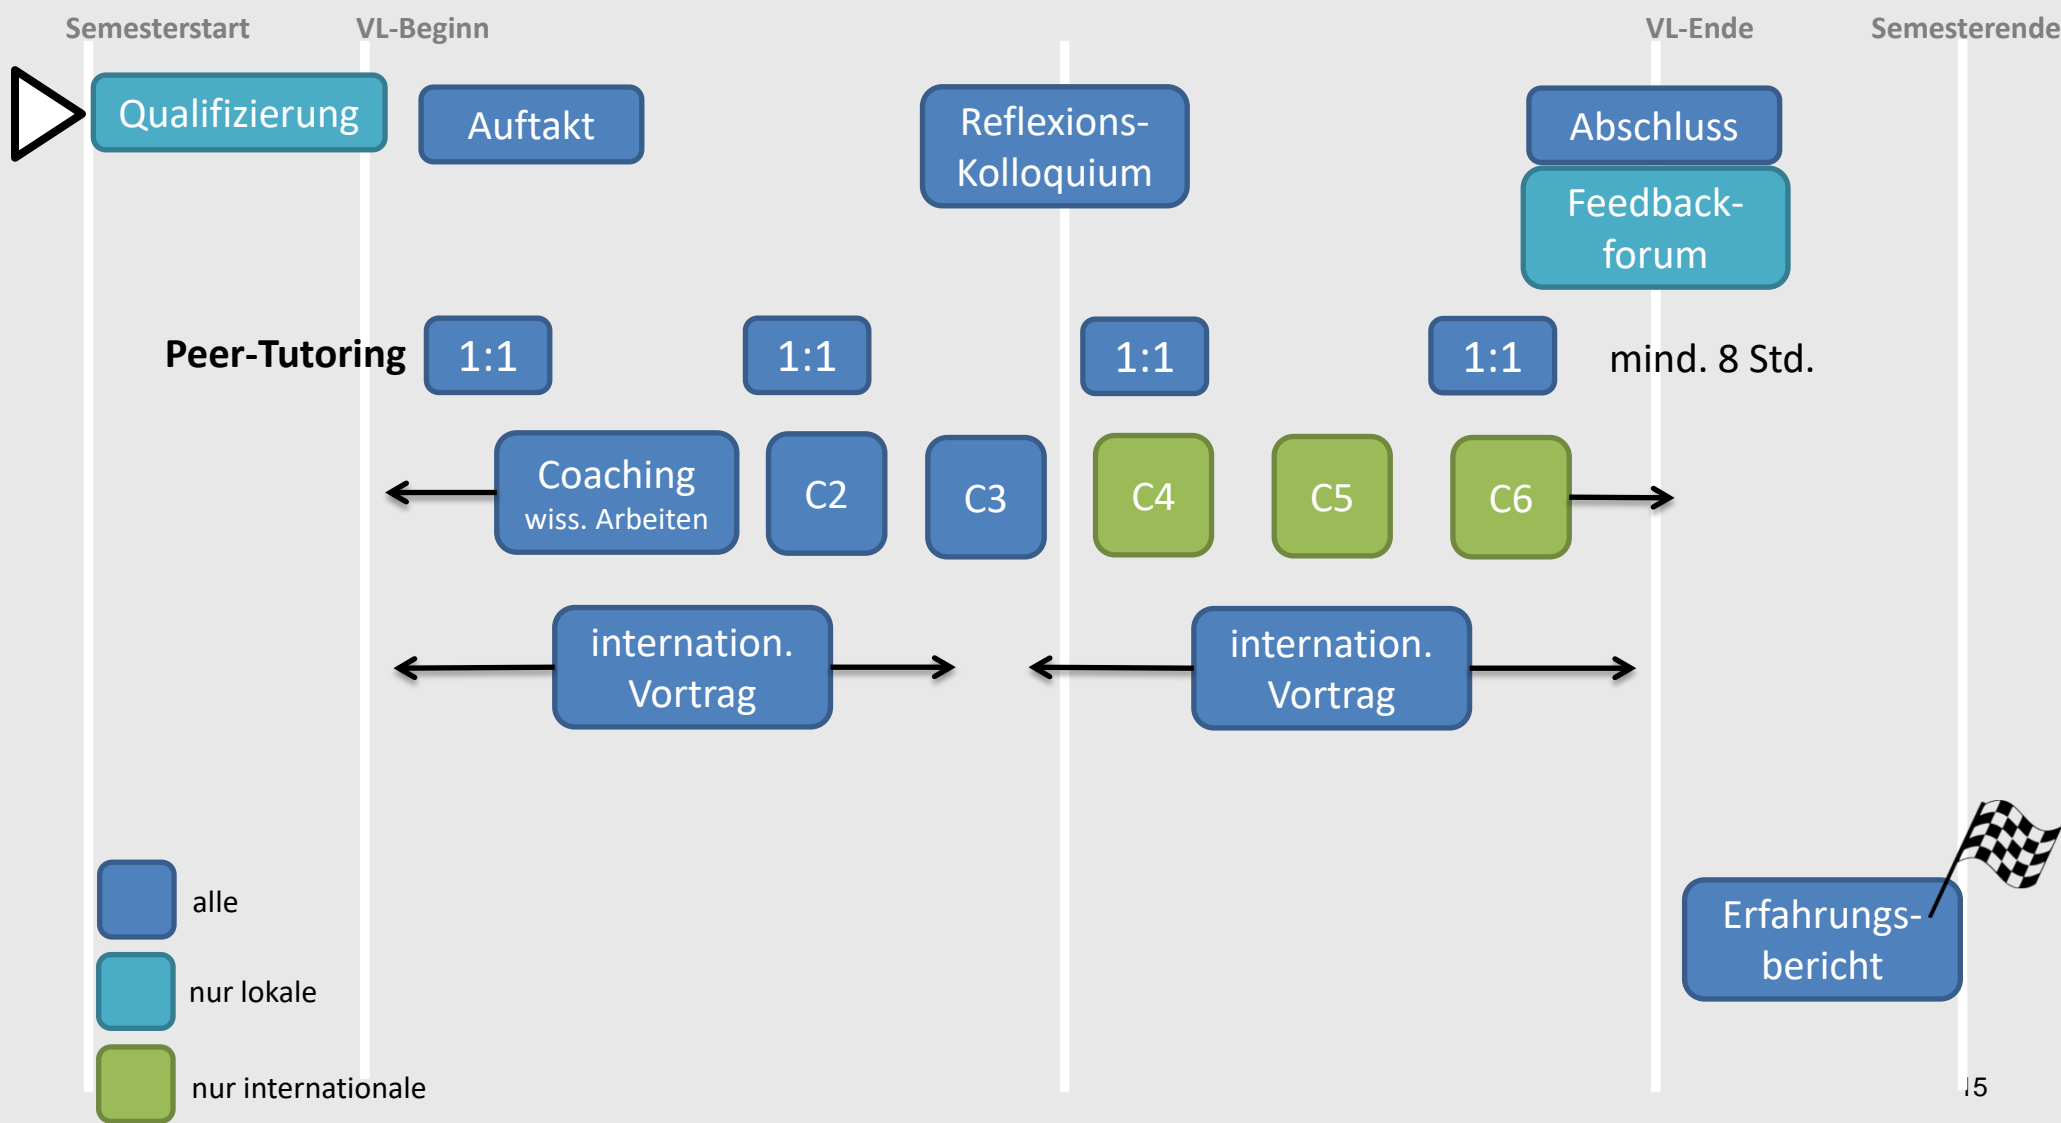 Semesterstart
VL-Beginn
VL-Ende
Semesterende
Qualifizierung
Auftakt
Reflexions-
Kolloquium
Abschluss
Feedback-
forum
Peer-Tutoring
1:1
1:1
1:1
1:1
mind. 8 Std.
Coaching
wiss. Arbeiten
C2
C3
C4
C5
C6
internation.
Vortrag
internation.
Vortrag
Erfahrungs-
bericht
alle
nur lokale
nur internationale
15